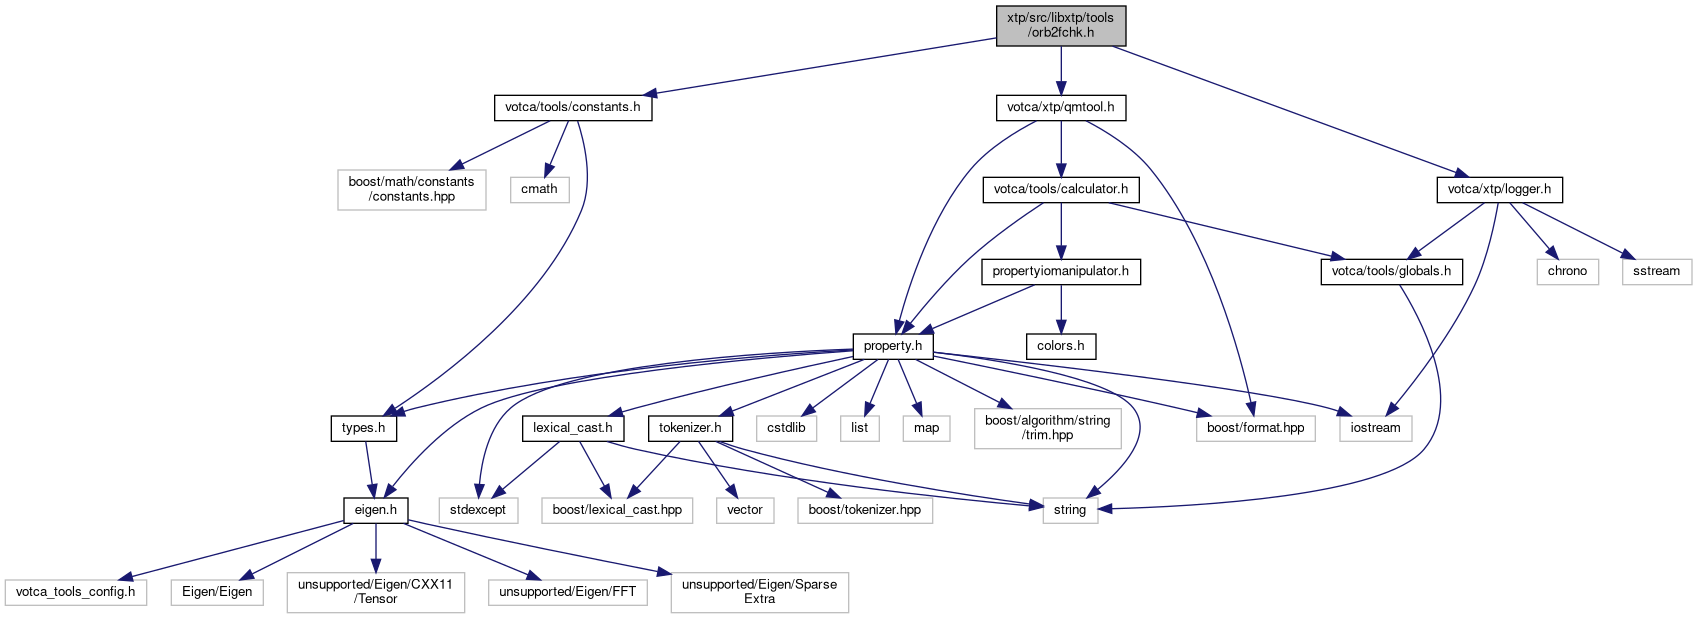 xtp/src/libxtp/tools
/orb2fchk.h
votca/tools/constants.h
votca/xtp/qmtool.h
boost/math/constants
/constants.hpp
cmath
votca/tools/calculator.h
votca/xtp/logger.h
propertyiomanipulator.h
votca/tools/globals.h
chrono
sstream
property.h
colors.h
types.h
lexical_cast.h
tokenizer.h
cstdlib
list
map
boost/algorithm/string
/trim.hpp
boost/format.hpp
iostream
eigen.h
stdexcept
boost/lexical_cast.hpp
vector
boost/tokenizer.hpp
string
votca_tools_config.h
Eigen/Eigen
unsupported/Eigen/CXX11
/Tensor
unsupported/Eigen/FFT
unsupported/Eigen/Sparse
Extra